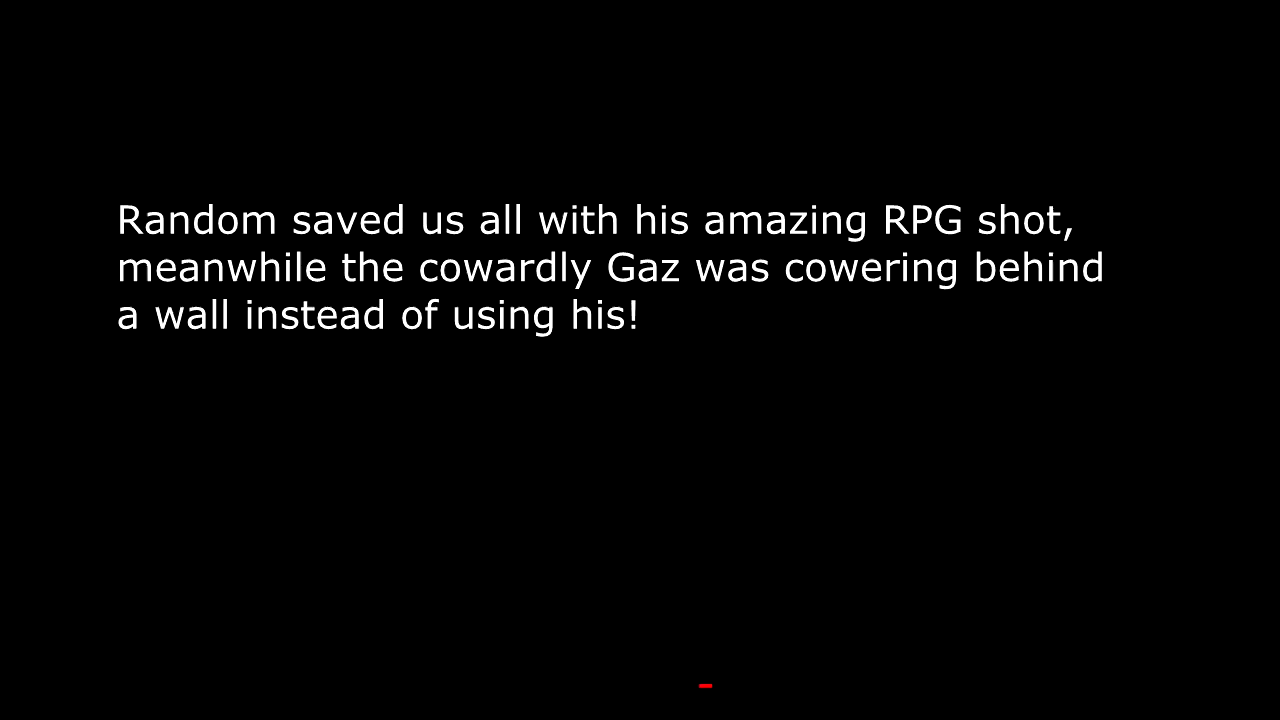 Random saved us all with his amazing RPG shot,
meanwhile the cowardly Gaz was cowering behind
a wall instead of using his!
-